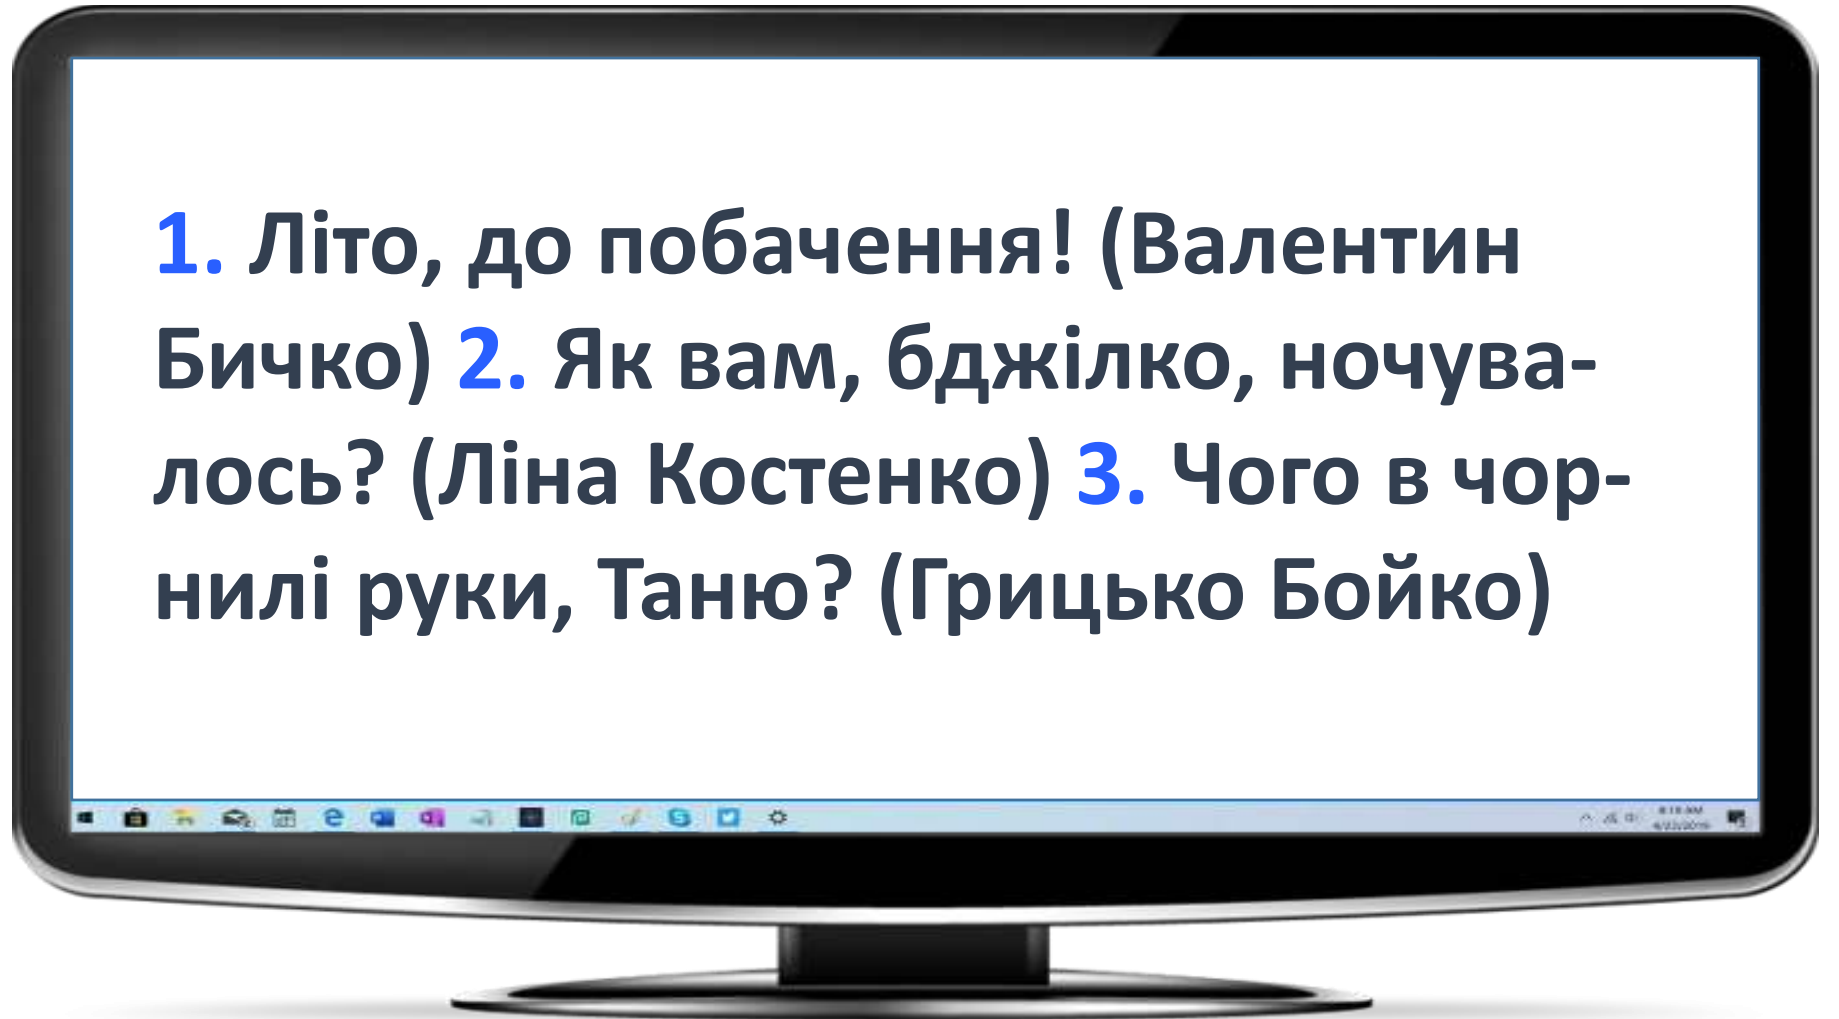 1. Літо, до побачення! (Валентин
Бичко) 2. Як вам, бджілко, ночува-
лось? (Ліна Костенко) 3. Чого в чор-
нилі руки, Таню? (Грицько Бойко)